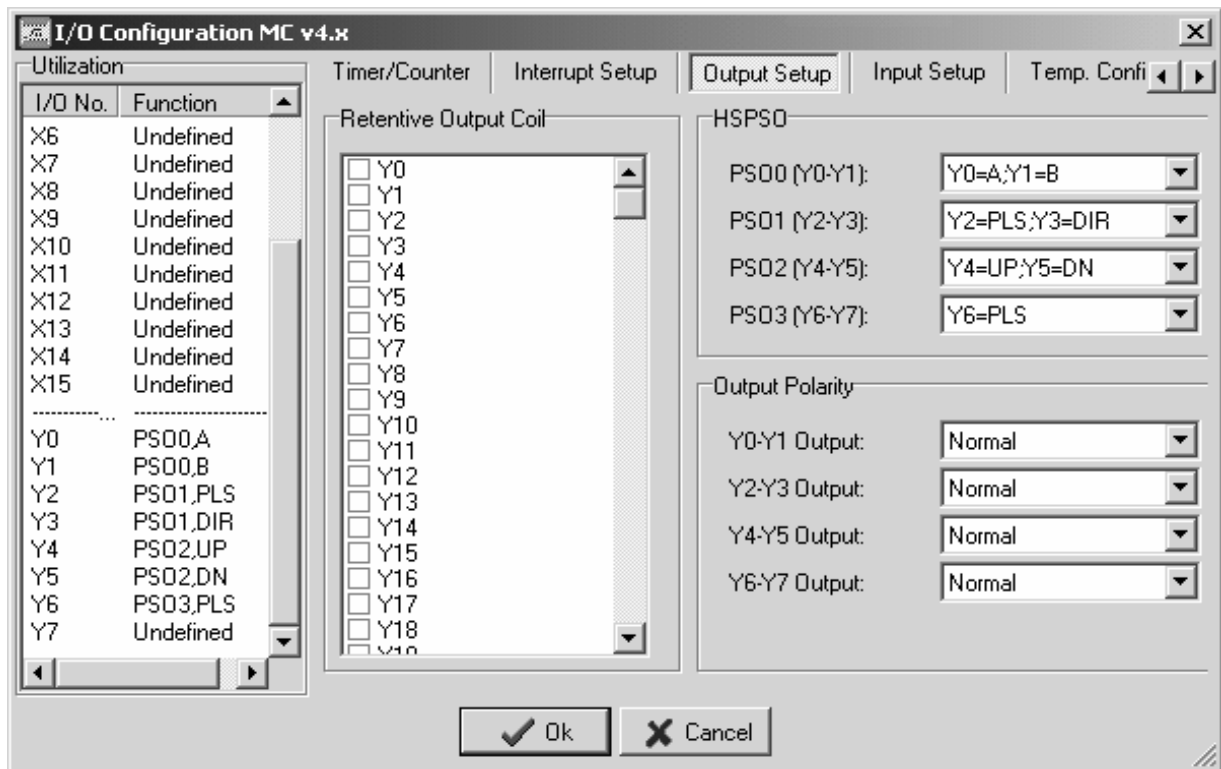 I/O Configuration MC v4.x
Utilization
I/O No. Function
X6 Undefined
X7 Undefined
X8 Undefined
X9 Undefined
X10 Undefined
X11 Undefined
X12 Undefined
X13 Undefined
X14 Undefined
X15 Undefined
-----------... --------------------
Y0 PSO0,A
Y1 PSO0,B
Y2 PSO1,PLS
Y3 PSO1,DIR
Y4 PSO2,UP
Y5 PSO2,DN
Y6 PSO3,PLS
Y7 Undefined
Timer/Counter Interrupt Setup Output Setup Input Setup Temp. Confi
Retentive Output Coil
Y0
Y1
Y2
Y3
Y4
Y5
Y6
Y7
Y8
Y9
Y10
Y11
Y12
Y13
Y14
Y15
Y16
Y17
Y18
Y19
HSPSO
PSO0 (Y0-Y1): Y0=A;Y1=B
PSO1 (Y2-Y3): Y2=PLS;Y3=DIR
PSO2 (Y4-Y5): Y4=UP;Y5=DN
PSO3 (Y6-Y7): Y6=PLS
Output Polarity
Y0-Y1 Output: Normal
Y2-Y3 Output: Normal
Y4-Y5 Output: Normal
Y6-Y7 Output: Normal
Ok Cancel